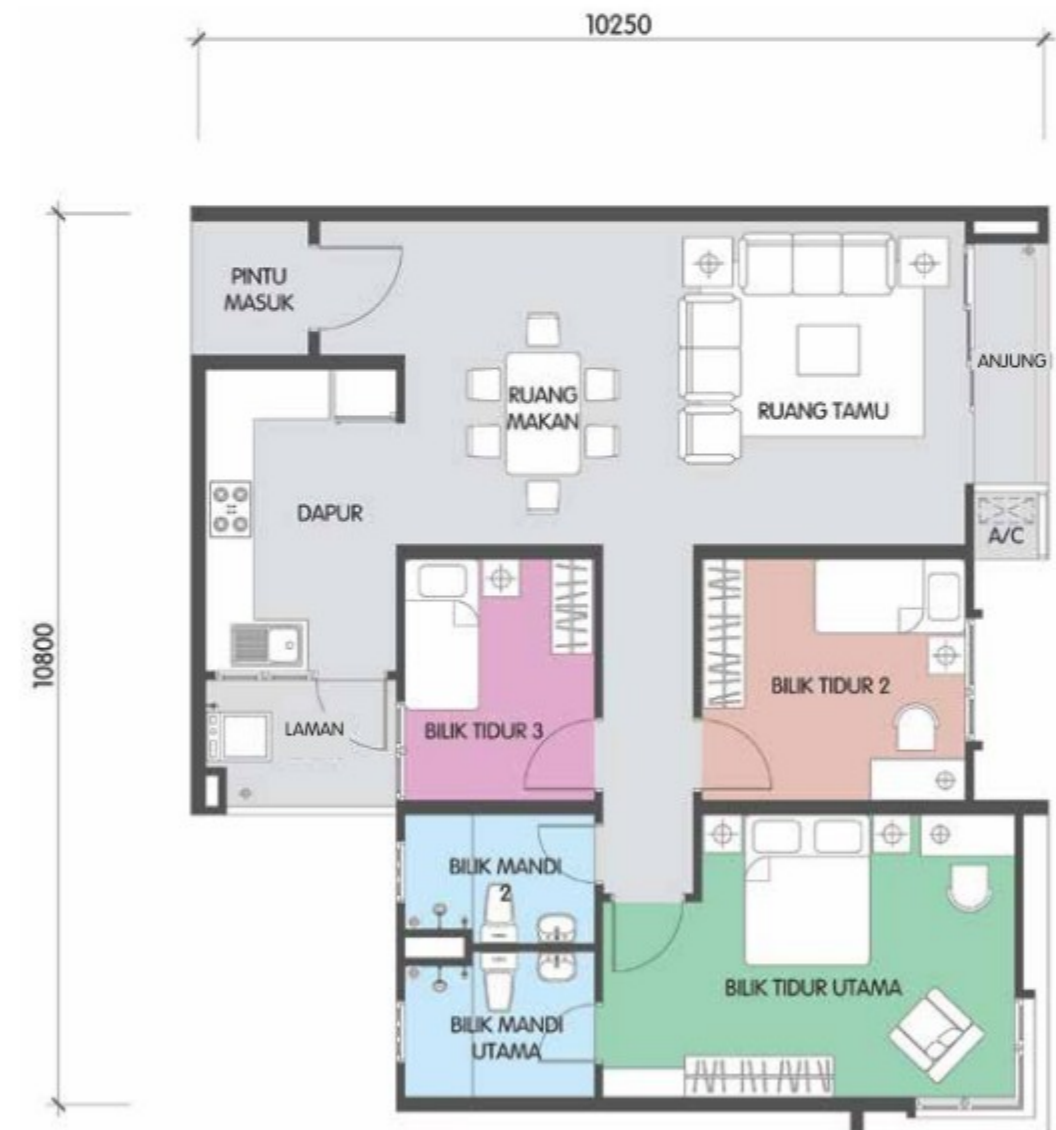 10250
10800
PINTU
MASUK
ANJUNG
RUANG
MAKAN
RUANG TAMU
DAPUR
A/C
BILIK TIDUR 2
LAMAN
BILIK TIDUR 3
BILIK MANDI
2
BILIK TIDUR UTAMA
BILIK MANDI
UTAMA